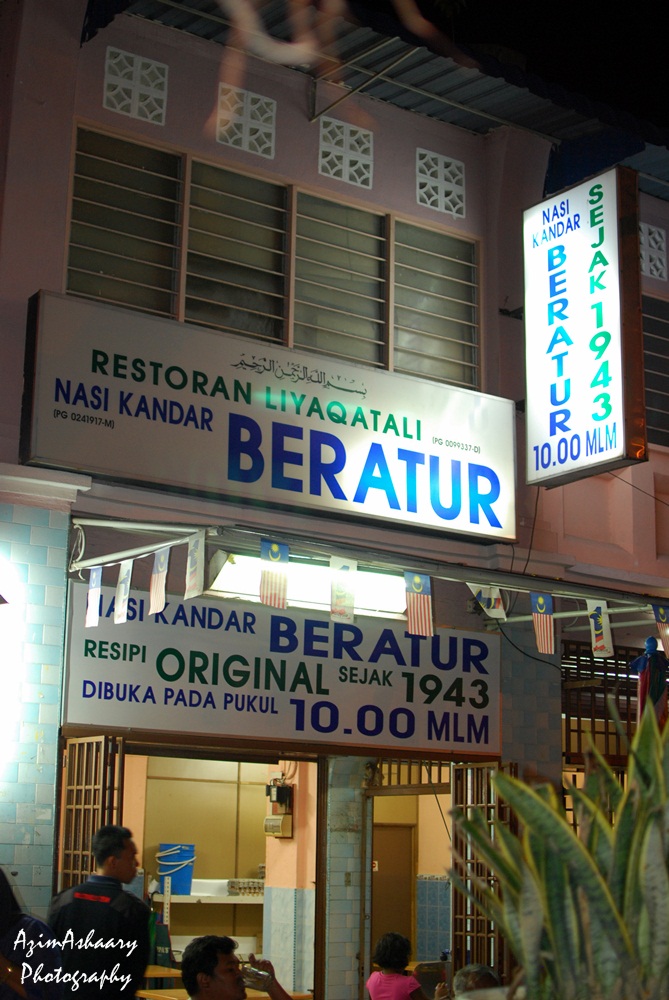 بسم الله الرحمن الرحيم
RESTORAN LIYAQATALI
(PG 0099337-D)
NASI KANDAR
BERATUR
(PG 0241917-M)
NASI
KANDAR
BERATUR
SEJAK 1943
10.00 MLM
NASI KANDAR BERATUR
RESIPI ORIGINAL SEJAK 1943
DIBUKA PADA PUKUL 10.00 MLM
AzimAshaary
Photography